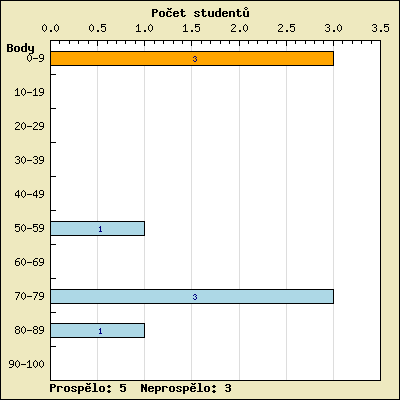 Počet studentů
0.0 0.5 1.0 1.5 2.0 2.5 3.0 3.5
Body
0-9 3
10-19
20-29
30-39
40-49
50-59 1
60-69
70-79 3
80-89 1
90-100
Prospělo: 5 Neprospělo: 3